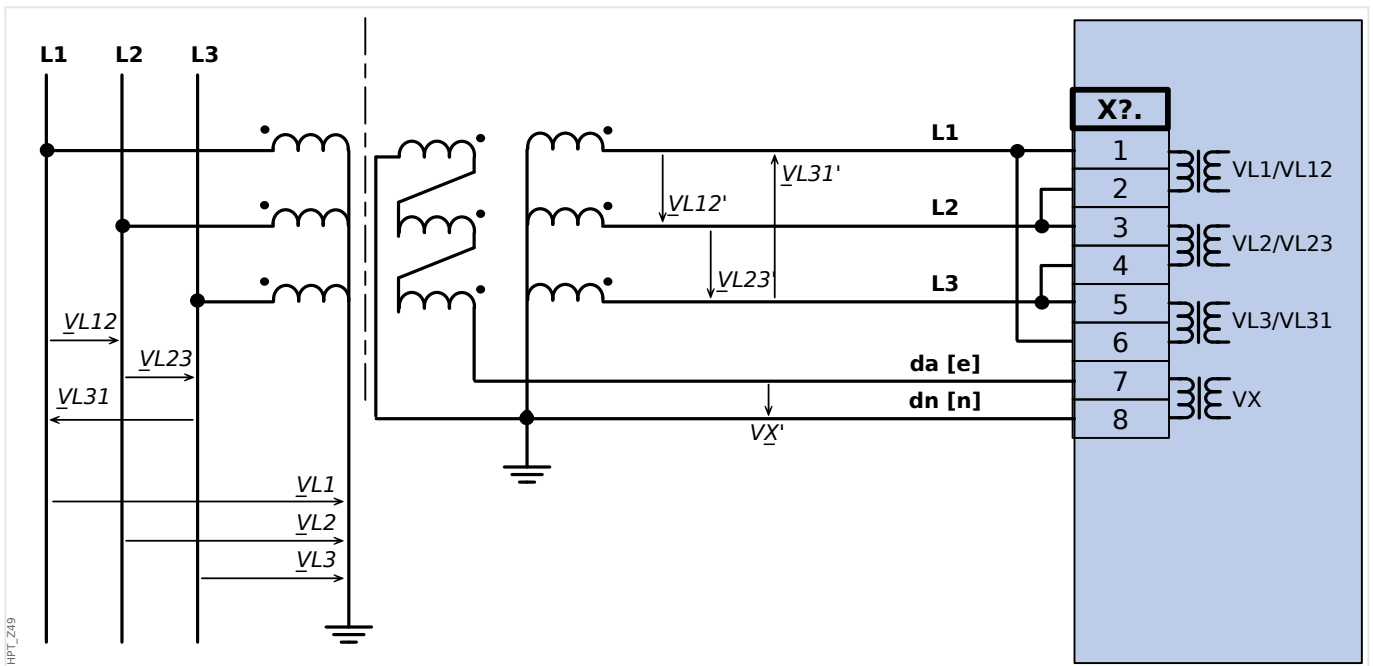 L1 L2 L3
X?.
L1
1
VL31'
VL1/VL12
2
VL12'
L2
3
VL2/VL23
4
VL23'
L3
5
VL12
VL3/VL31
6
VL23
da [e]
7
VL31
dn [n]
VX
8
VX'
VL1
VL2
VL3
HPT_Z49